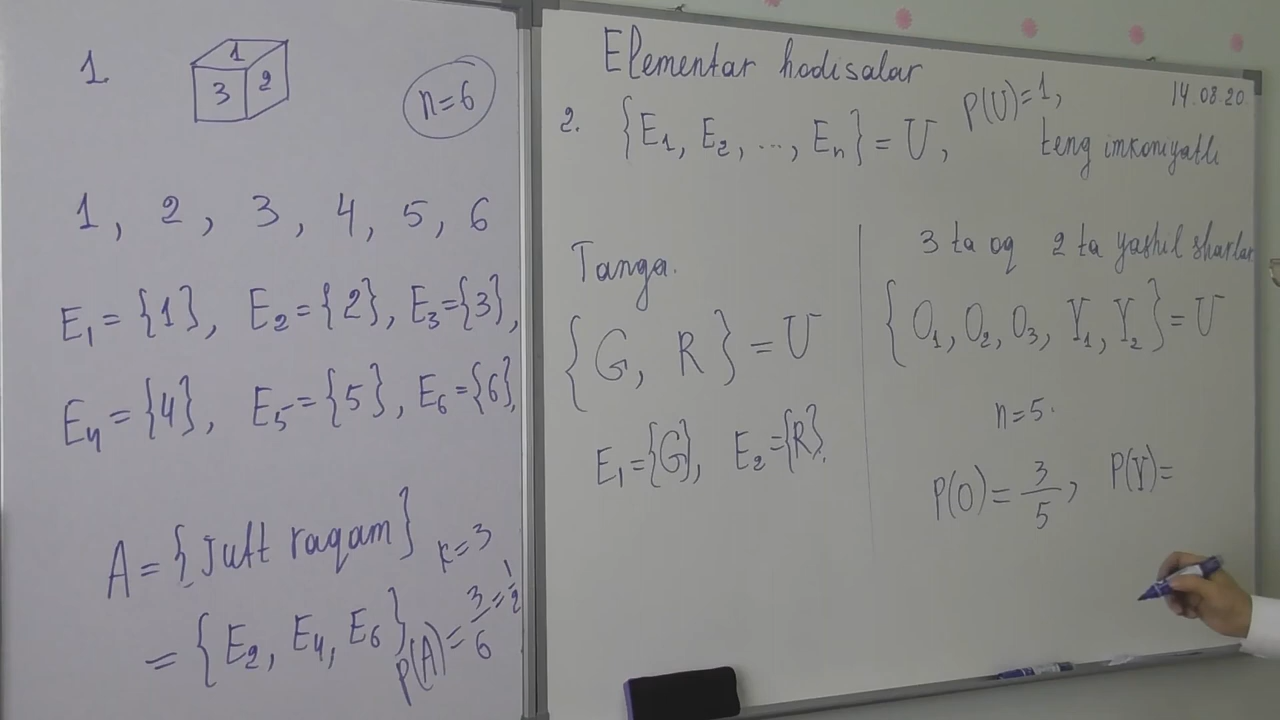 1
1
3 2
n=6
1, 2, 3, 4, 5, 6
E₁={1}, E₂={2}, E₃={3},
E₄={4}, E₅={5}, E₆={6},
A={Juft raqam} K=3
={E₂, E₄, E₆} P(A)=3/6=1/2
Elementar hodisalar
14.08.20
2. {E₁, E₂, ..., Eₙ}=U, P(U)=1, teng imkoniyatli
Tanga.
{G, R}=U
E₁={G}, E₂={R}.
3 ta oq 2 ta yashil sharlar
{O₁, O₂, O₃, Y₁, Y₂}=U
n=5.
P(O)=3/5, P(Y)=